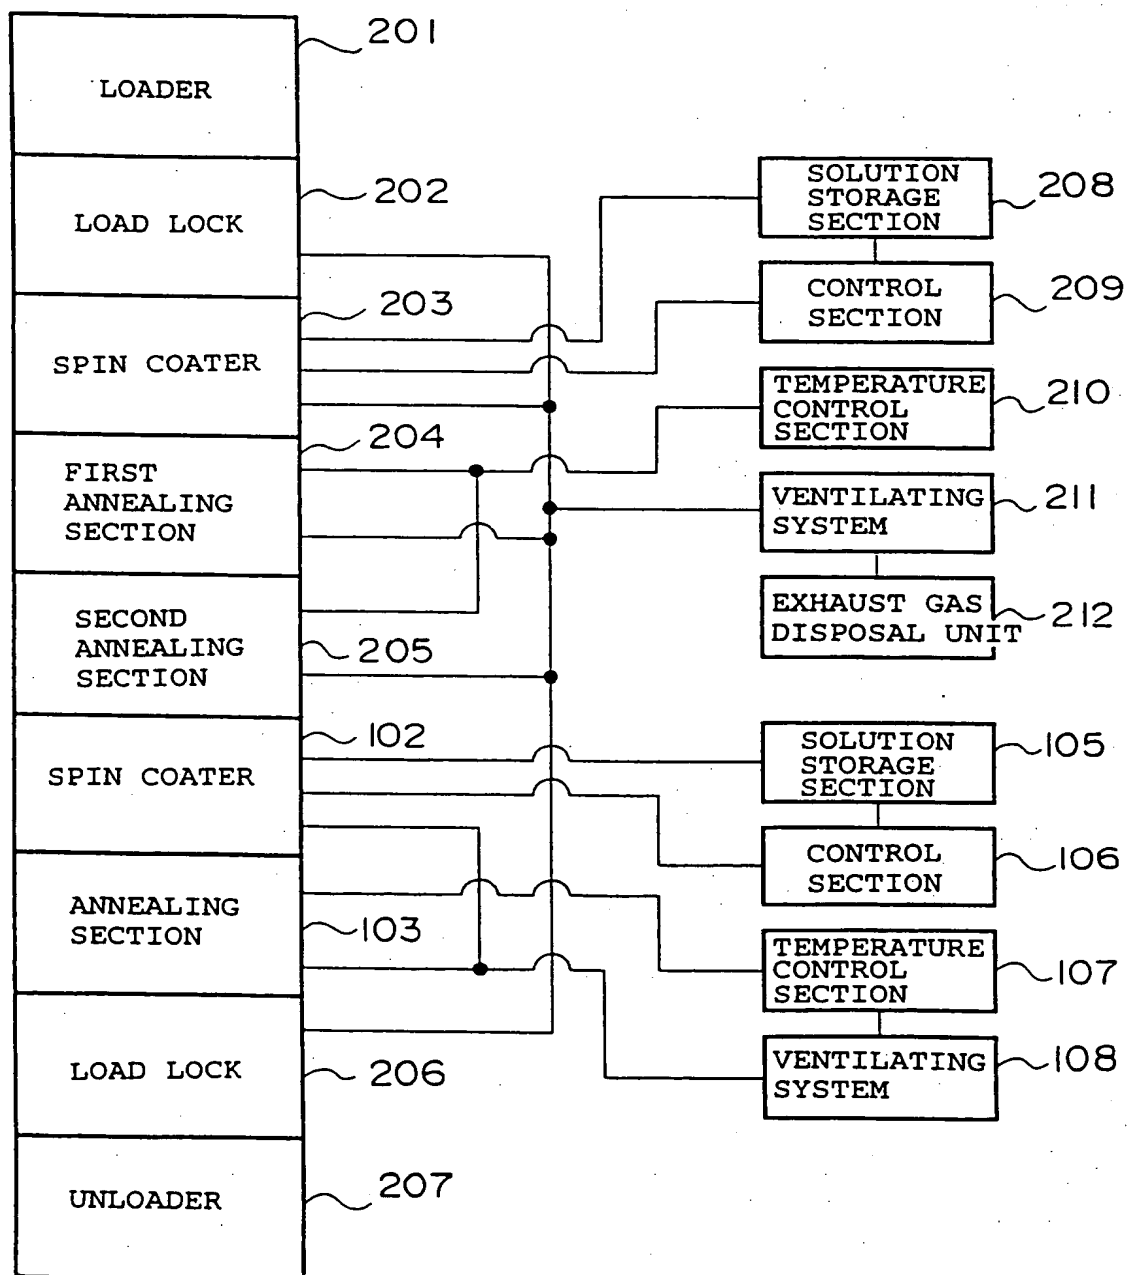 LOADER
201
LOAD LOCK
202
SPIN COATER
203
FIRST
ANNEALING
SECTION
204
SECOND
ANNEALING
SECTION
205
SPIN COATER
102
ANNEALING
SECTION
103
LOAD LOCK
206
UNLOADER
207
SOLUTION
STORAGE
SECTION
208
CONTROL
SECTION
209
TEMPERATURE
CONTROL
SECTION
210
VENTILATING
SYSTEM
211
EXHAUST GAS
DISPOSAL UNIT
212
SOLUTION
STORAGE
SECTION
105
CONTROL
SECTION
106
TEMPERATURE
CONTROL
SECTION
107
VENTILATING
SYSTEM
108